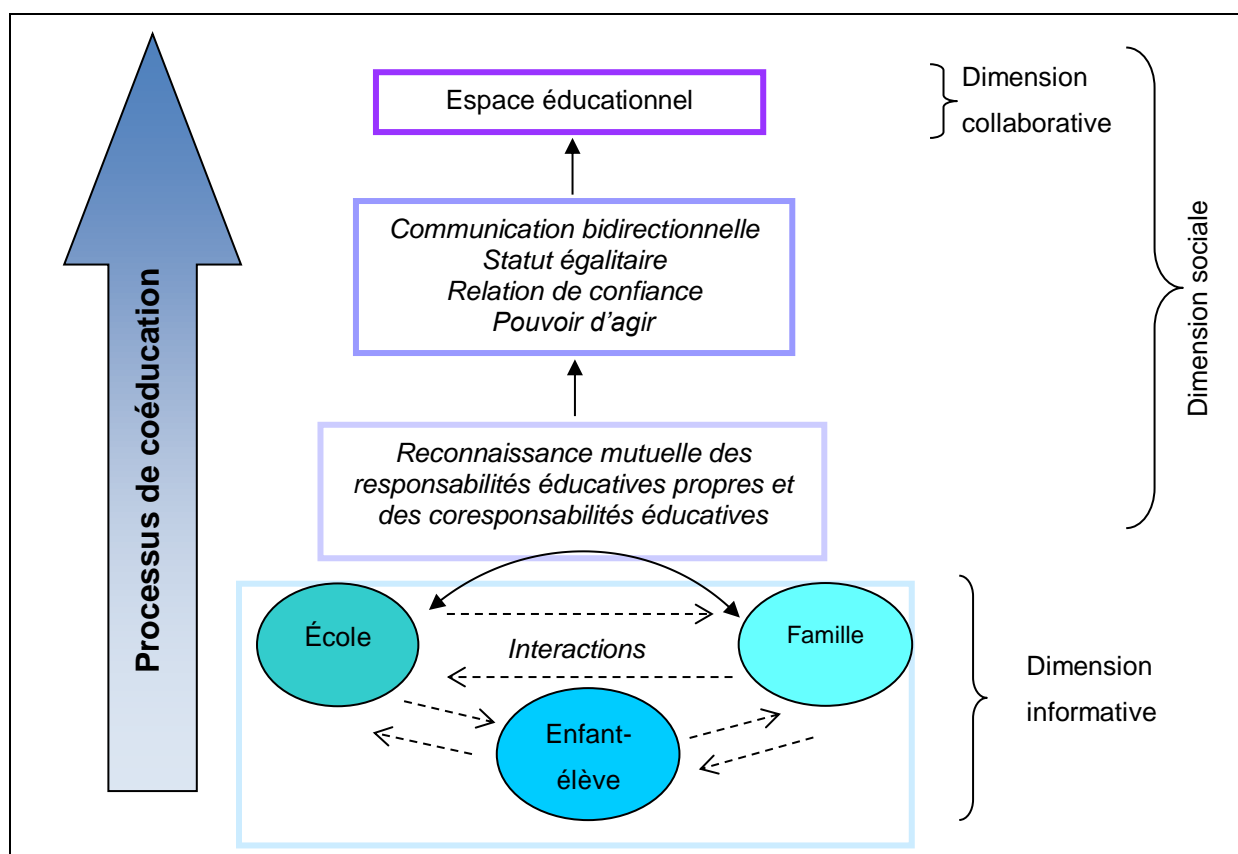 Processus de coéducation
Espace éducationnel
Dimension
collaborative
Communication bidirectionnelle
Statut égalitaire
Relation de confiance
Pouvoir d'agir
Dimension sociale
Reconnaissance mutuelle des
responsabilités éducatives propres et
des coresponsabilités éducatives
École
Interactions
Famille
Enfant-
élève
Dimension
informative